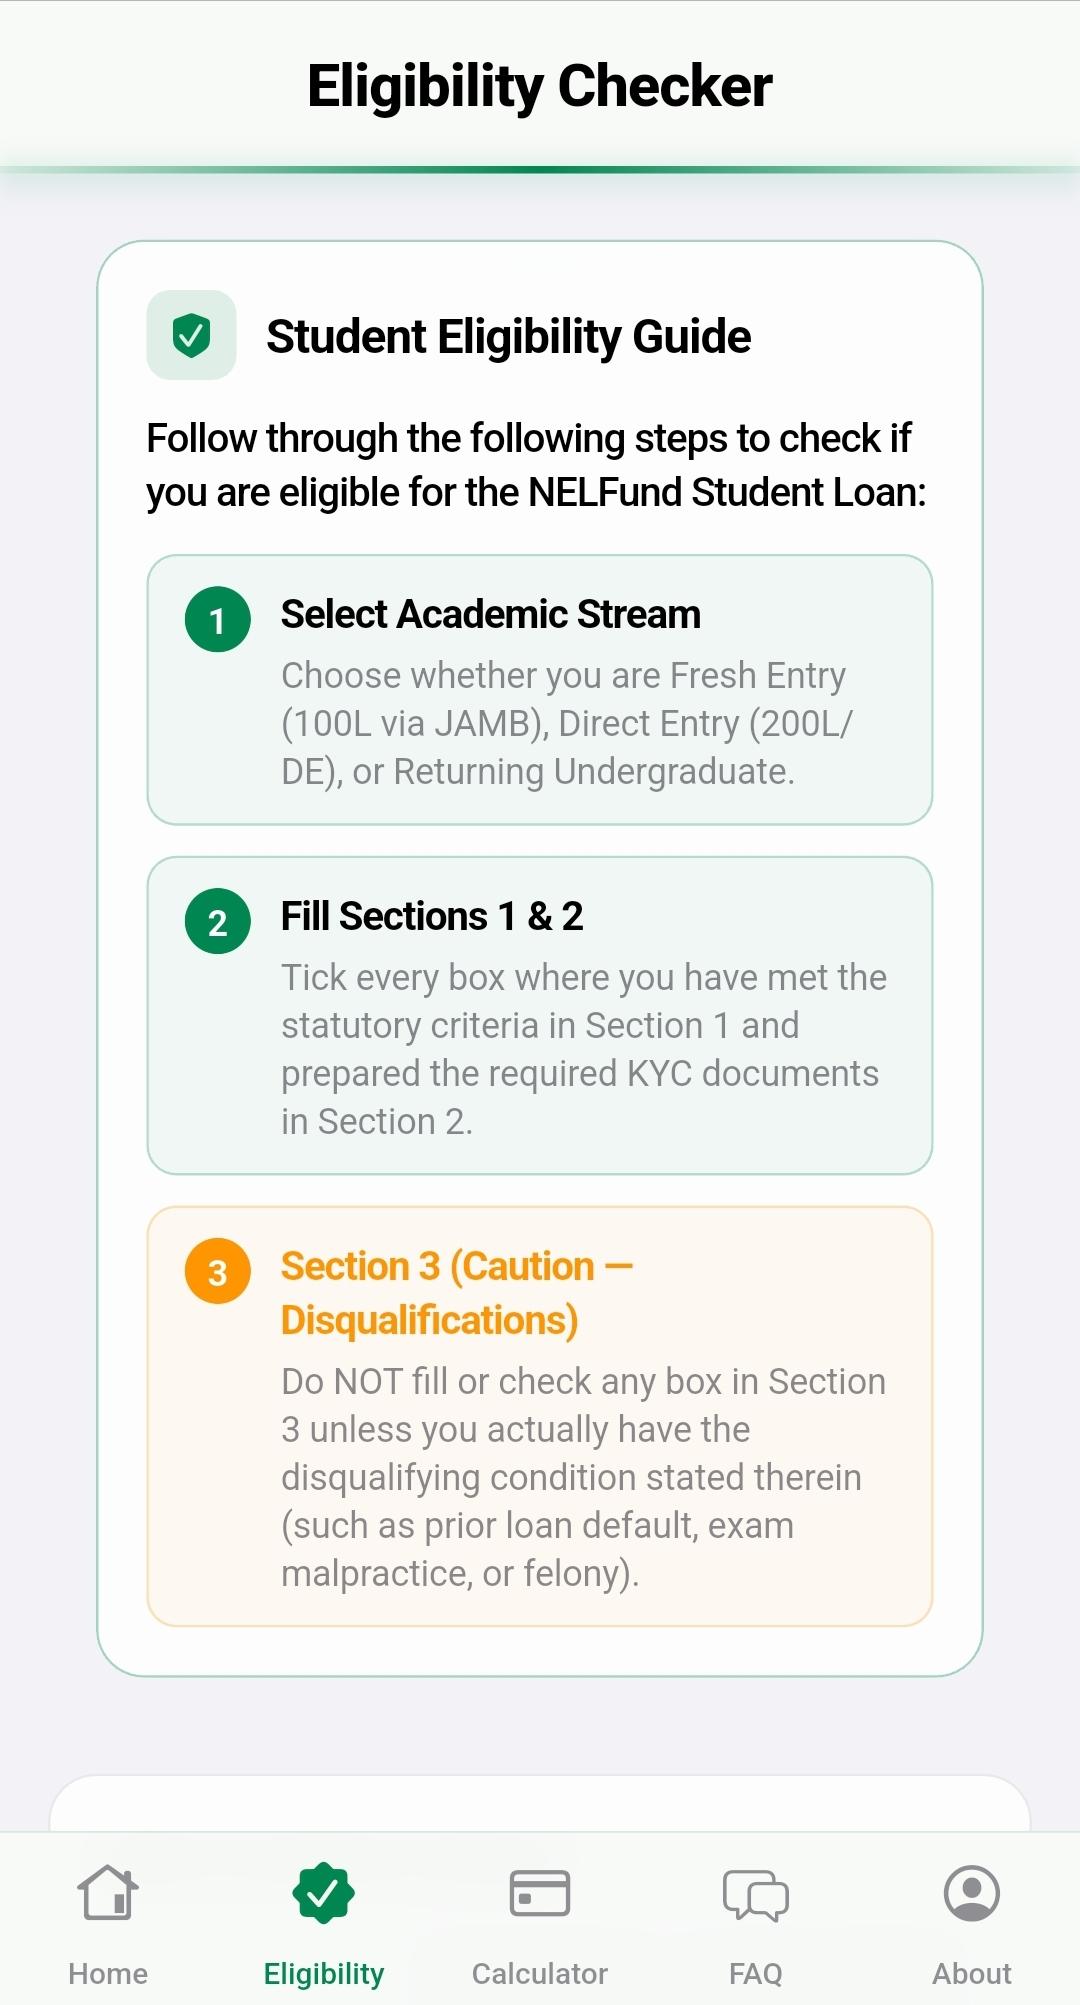 Eligibility Checker
Student Eligibility Guide
Follow through the following steps to check if
you are eligible for the NELFund Student Loan:
1
Select Academic Stream
Choose whether you are Fresh Entry
(100L via JAMB), Direct Entry (200L/
DE), or Returning Undergraduate.
2
Fill Sections 1 & 2
Tick every box where you have met the
statutory criteria in Section 1 and
prepared the required KYC documents
in Section 2.
3
Section 3 (Caution —
Disqualifications)
Do NOT fill or check any box in Section
3 unless you actually have the
disqualifying condition stated therein
(such as prior loan default, exam
malpractice, or felony).
Home
Eligibility
Calculator
FAQ
About